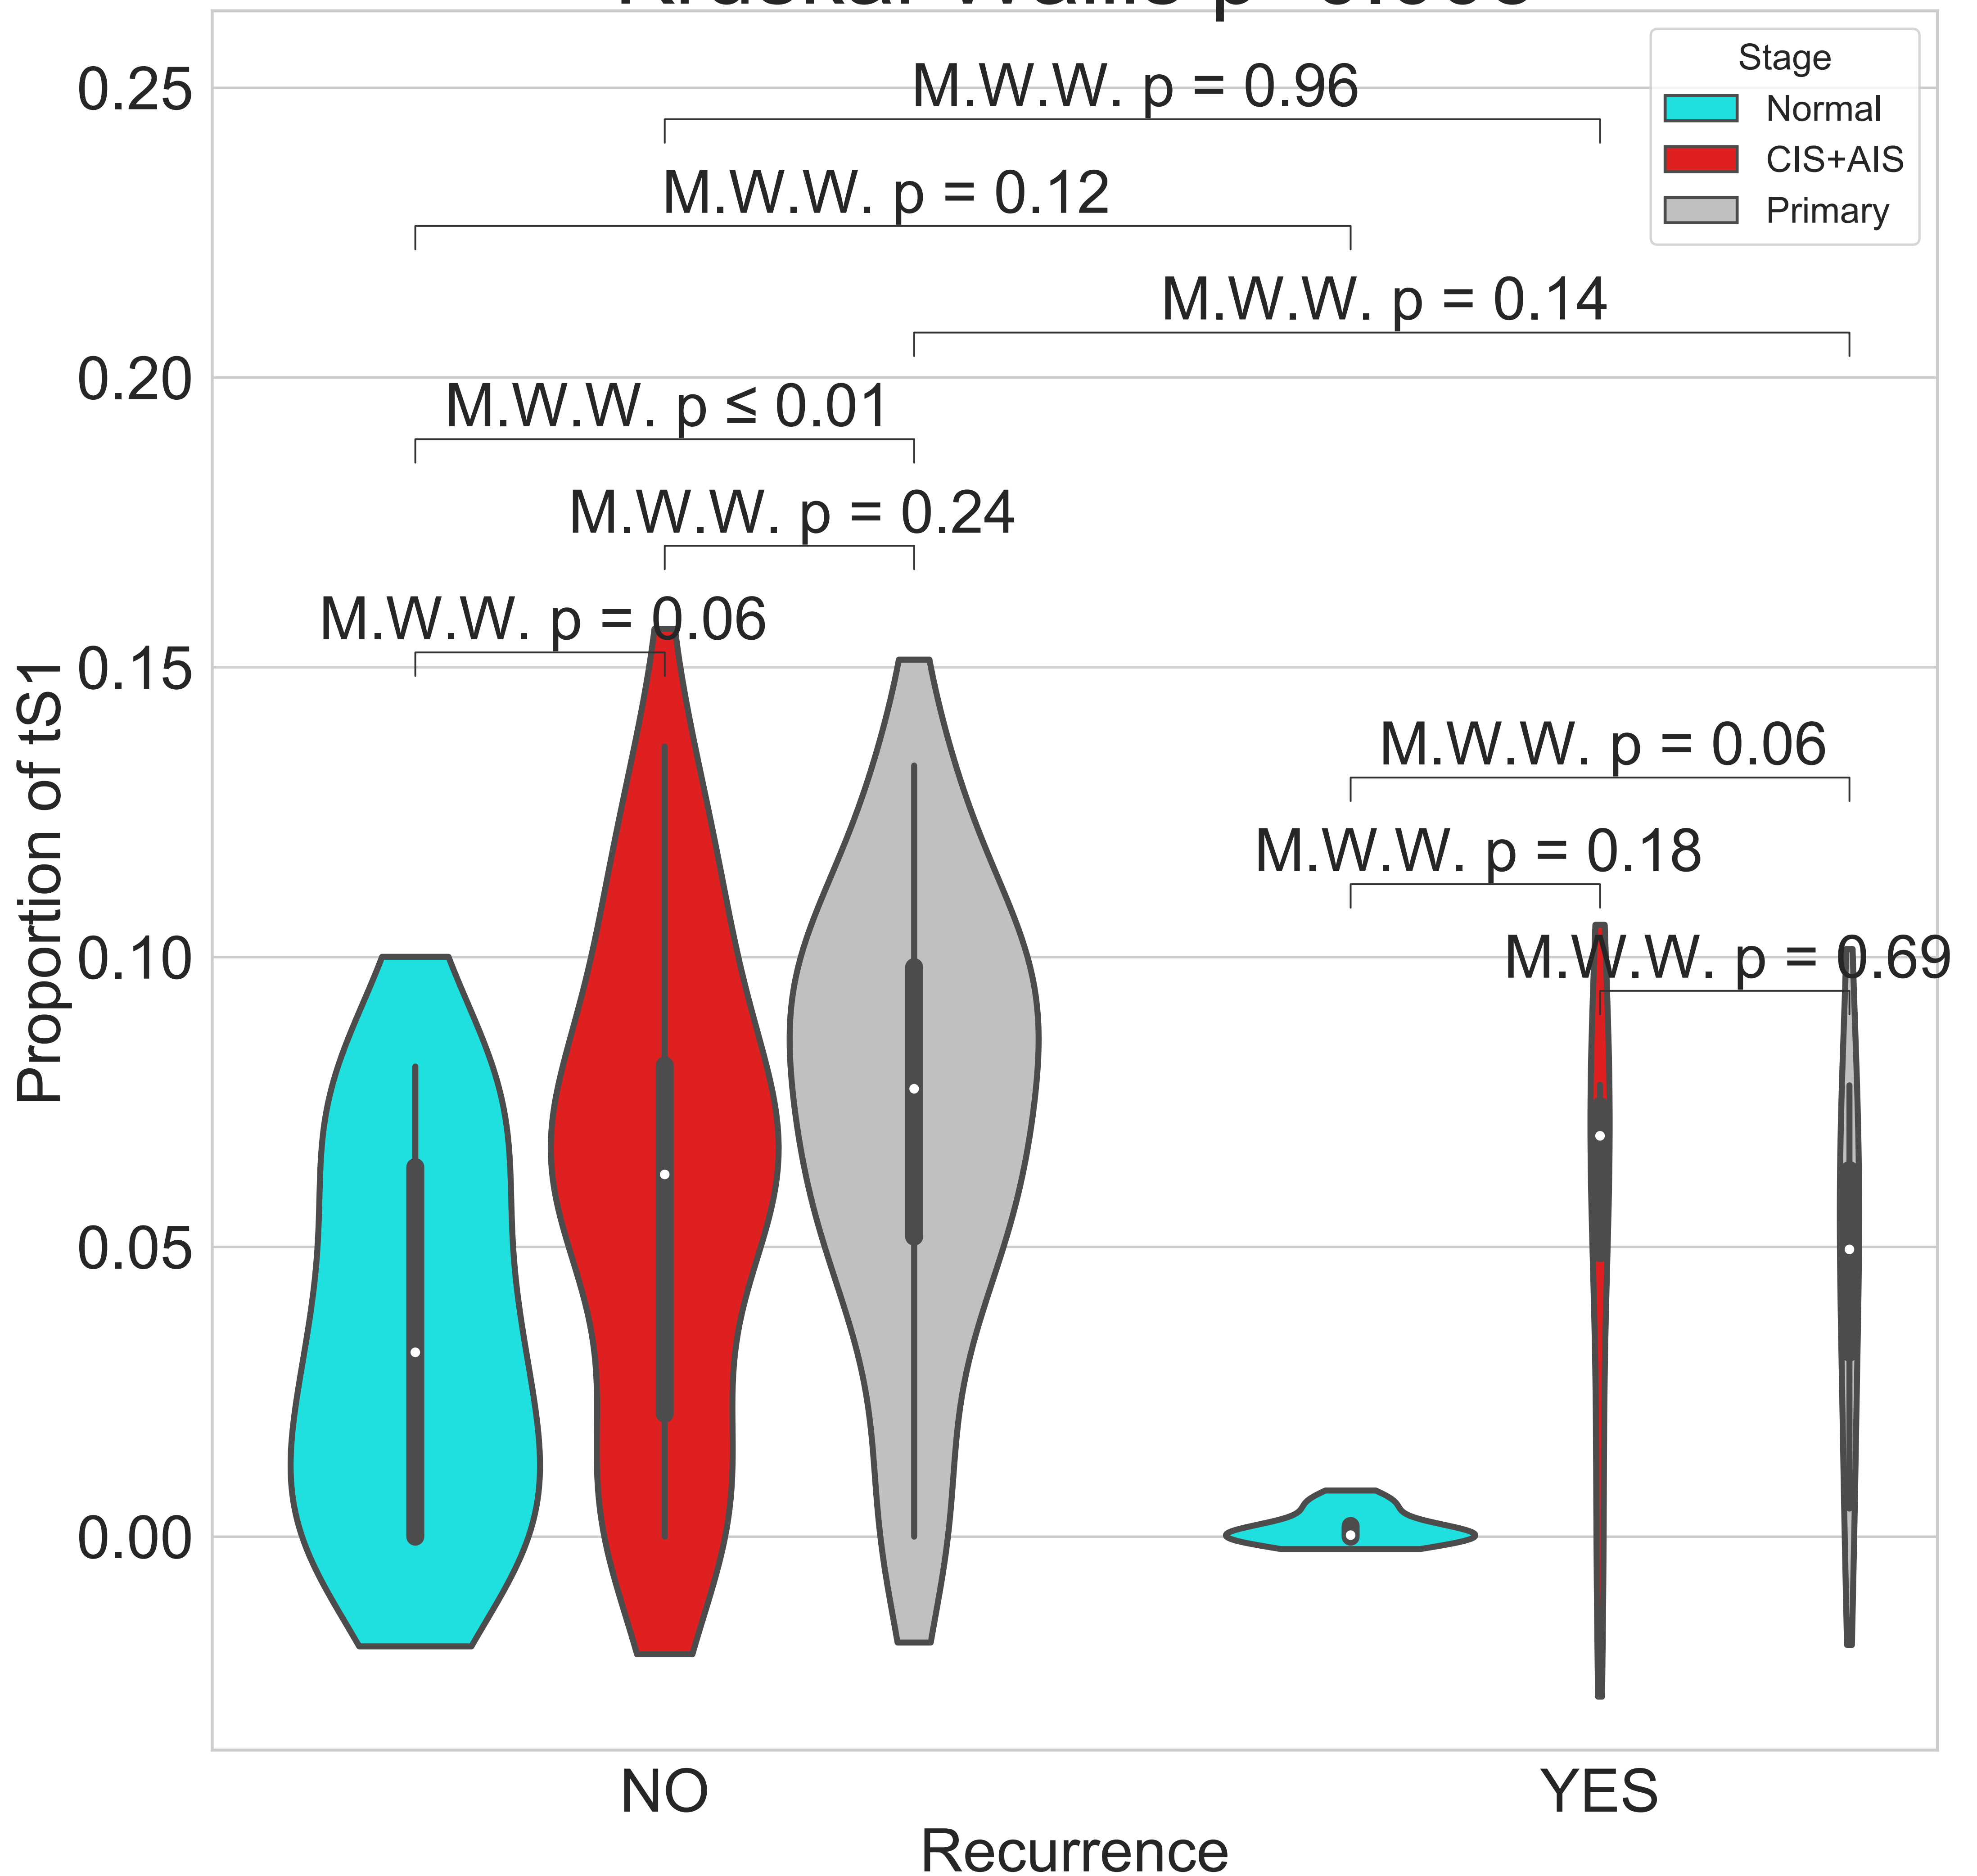 Stage
Normal
CIS+AIS
Primary
0.25
0.20
0.15
0.10
0.05
0.00
Proportion of tS1
M.W.W. p = 0.96
M.W.W. p = 0.12
M.W.W. p = 0.14
M.W.W. p ≤ 0.01
M.W.W. p = 0.24
M.W.W. p = 0.06
M.W.W. p = 0.06
M.W.W. p = 0.18
M.W.W. p = 0.69
NO
YES
Recurrence